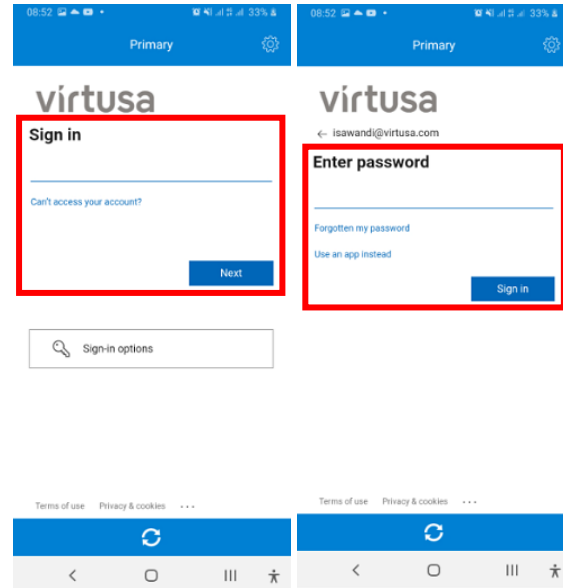 08:52 33%
Primary
virtusa
Sign in
Can't access your account?
Next
Sign-in options
Terms of use Privacy & cookies ...
08:52 33%
Primary
virtusa
← isawandi@virtusa.com
Enter password
Forgotten my password
Use an app instead
Sign in
Terms of use Privacy & cookies ...